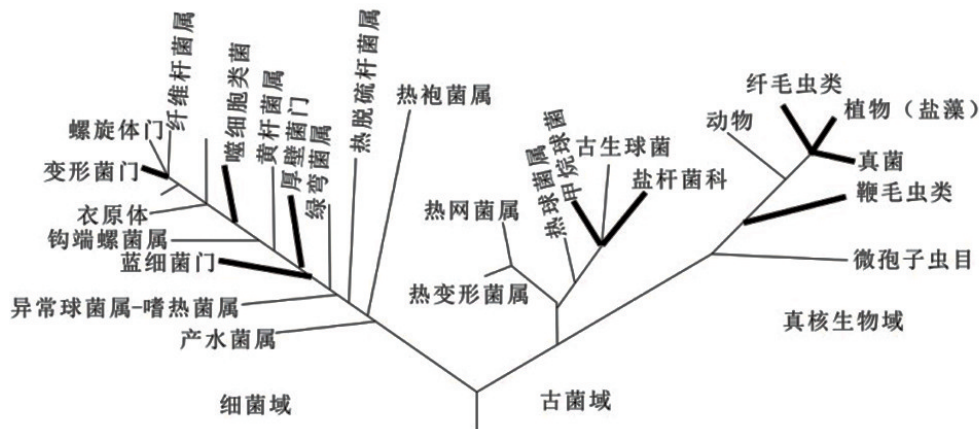 纤维杆菌属
螺旋体门
变形菌门
衣原体
钩端螺菌属
蓝细菌门
异常球菌属-嗜热菌属
产水菌属
噬细胞类菌
黄杆菌属
厚壁菌门
绿弯菌属
热脱硫杆菌属
热袍菌属
细菌域
热网菌属
热变形菌属
热球菌属
甲烷球菌
古生球菌
盐杆菌科
古菌域
动物
纤毛虫类
植物（盐藻）
真菌
鞭毛虫类
微孢子虫目
真核生物域